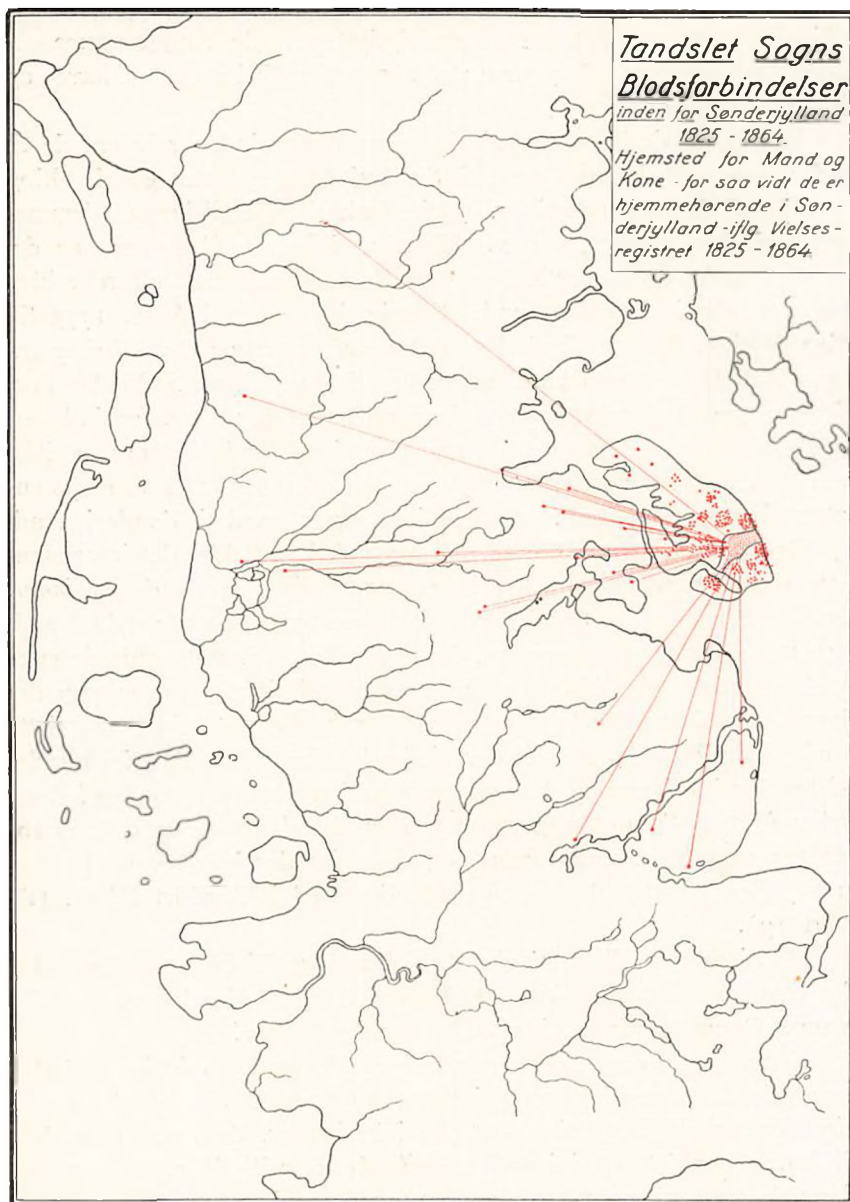 Tandslet Sogns
Blodsforbindelser
inden for Sønderjylland
1825 - 1864.
Hjemsted for Mand og
Kone - for saa vidt de er
hjemmehørende i Søn-
derjylland - iflg. Vielses-
registret 1825 - 1864.